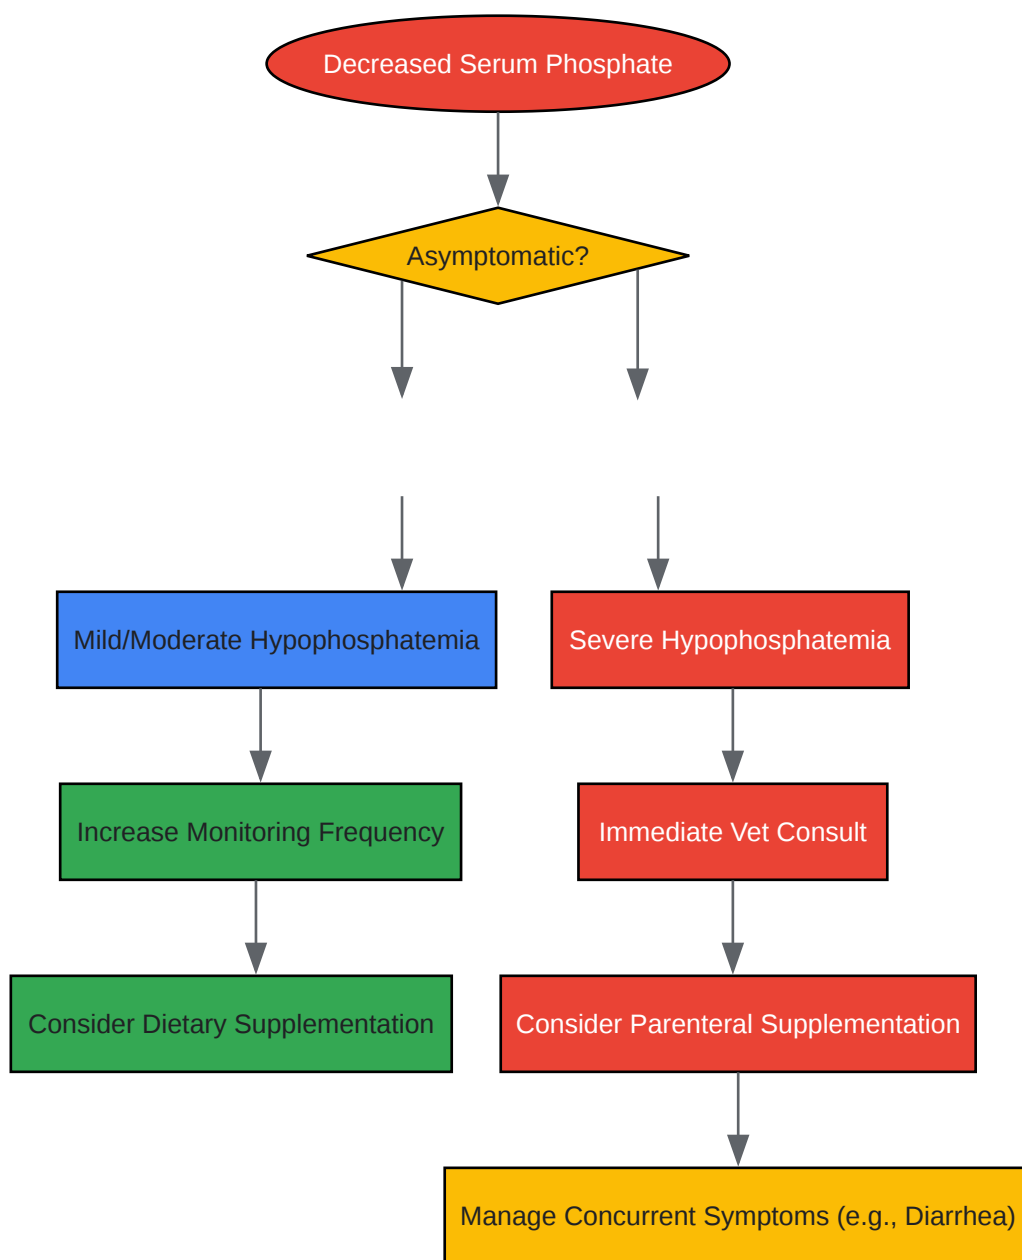 Decreased Serum Phosphate
Asymptomatic?
Mild/Moderate Hypophosphatemia
Severe Hypophosphatemia
Increase Monitoring Frequency
Immediate Vet Consult
Consider Dietary Supplementation
Consider Parenteral Supplementation
Manage Concurrent Symptoms (e.g., Diarrhea)